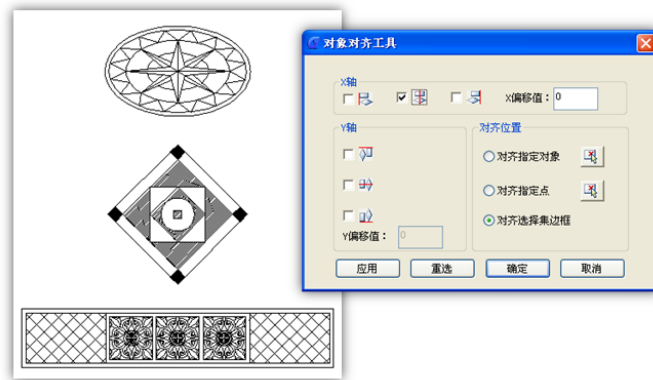 对象对齐工具
X轴
X偏移值：0
Y轴
Y偏移值：0
对齐位置
对齐指定对象
对齐指定点
对齐选择集边框
应用 重选 确定 取消